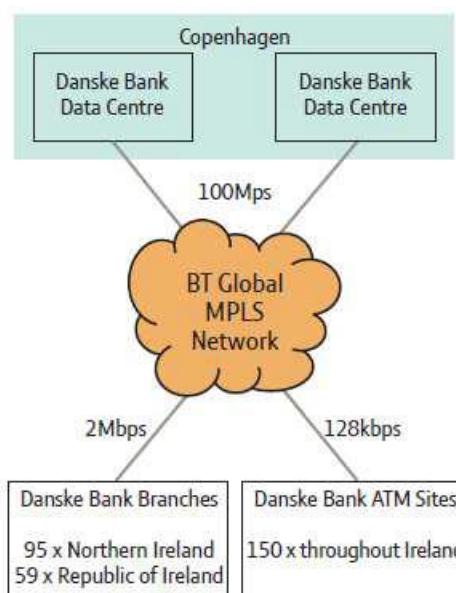 Copenhagen
Danske Bank
Data Centre
Danske Bank
Data Centre
100Mps
BT Global
MPLS
Network
2Mbps
128kbps
Danske Bank Branches
95 x Northern Ireland
59 x Republic of Ireland
Danske Bank ATM Sites
150 x throughout Ireland